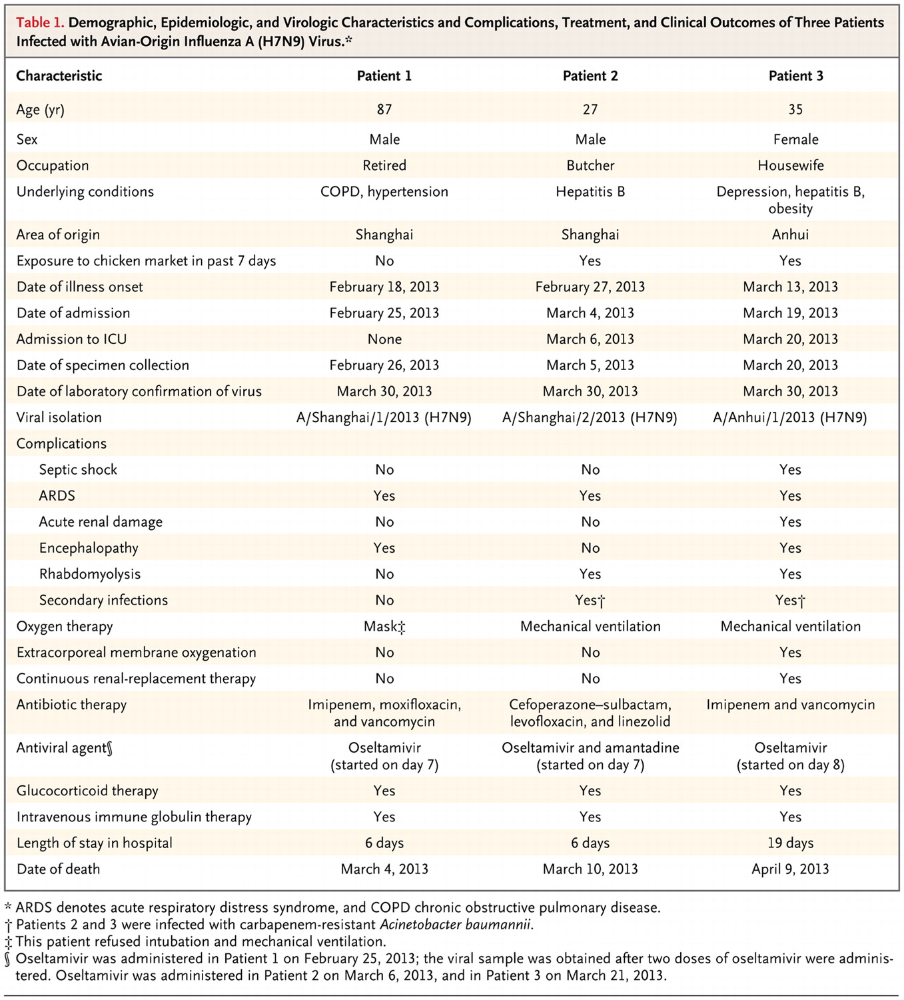 Table 1. Demographic, Epidemiologic, and Virologic Characteristics and Complications, Treatment, and Clinical Outcomes of Three Patients
Infected with Avian-Origin Influenza A (H7N9) Virus.*
Characteristic Patient 1 Patient 2 Patient 3
Age (yr) 87 27 35
Sex Male Male Female
Occupation Retired Butcher Housewife
Underlying conditions COPD, hypertension Hepatitis B Depression, hepatitis B,
obesity
Area of origin Shanghai Shanghai Anhui
Exposure to chicken market in past 7 days No Yes Yes
Date of illness onset February 18, 2013 February 27, 2013 March 13, 2013
Date of admission February 25, 2013 March 4, 2013 March 19, 2013
Admission to ICU None March 6, 2013 March 20, 2013
Date of specimen collection February 26, 2013 March 5, 2013 March 20, 2013
Date of laboratory confirmation of virus March 30, 2013 March 30, 2013 March 30, 2013
Viral isolation A/Shanghai/1/2013 (H7N9) A/Shanghai/2/2013 (H7N9) A/Anhui/1/2013 (H7N9)
Complications
Septic shock No No Yes
ARDS Yes Yes Yes
Acute renal damage No No Yes
Encephalopathy Yes No Yes
Rhabdomyolysis No Yes Yes
Secondary infections No Yes† Yes†
Oxygen therapy Mask‡ Mechanical ventilation Mechanical ventilation
Extracorporeal membrane oxygenation No No Yes
Continuous renal-replacement therapy No No Yes
Antibiotic therapy Imipenem, moxifloxacin, Cefoperazone–sulbactam, Imipenem and vancomycin
and vancomycin levofloxacin, and linezolid
Antiviral agent§ Oseltamivir Oseltamivir and amantadine Oseltamivir
(started on day 7) (started on day 7) (started on day 8)
Glucocorticoid therapy Yes Yes Yes
Intravenous immune globulin therapy Yes Yes Yes
Length of stay in hospital 6 days 6 days 19 days
Date of death March 4, 2013 March 10, 2013 April 9, 2013
* ARDS denotes acute respiratory distress syndrome, and COPD chronic obstructive pulmonary disease.
† Patients 2 and 3 were infected with carbapenem-resistant Acinetobacter baumannii.
‡ This patient refused intubation and mechanical ventilation.
§ Oseltamivir was administered in Patient 1 on February 25, 2013; the viral sample was obtained after two doses of oseltamivir were adminis-
tered. Oseltamivir was administered in Patient 2 on March 6, 2013, and in Patient 3 on March 21, 2013.